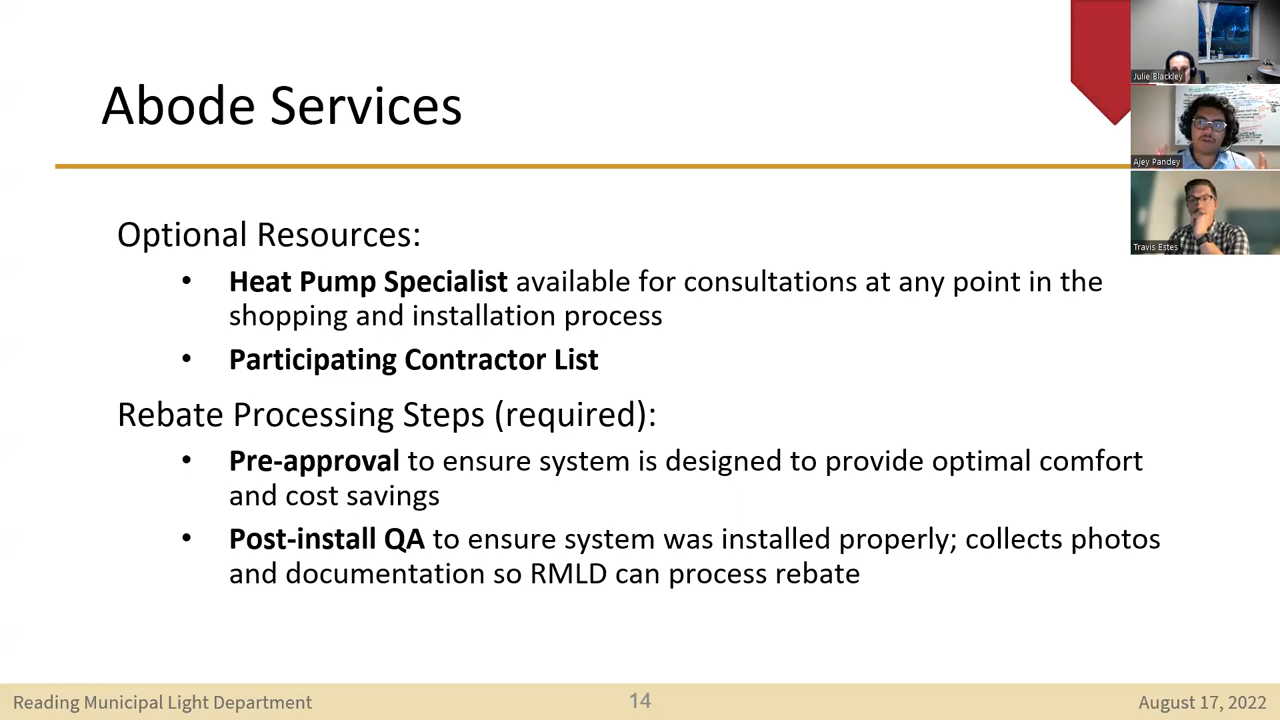 Abode Services
Julie Blackley
Ajey Pandey
Travis Estes
Optional Resources:
• Heat Pump Specialist available for consultations at any point in the
shopping and installation process
• Participating Contractor List
Rebate Processing Steps (required):
• Pre-approval to ensure system is designed to provide optimal comfort
and cost savings
• Post-install QA to ensure system was installed properly; collects photos
and documentation so RMLD can process rebate
Reading Municipal Light Department
14
August 17, 2022